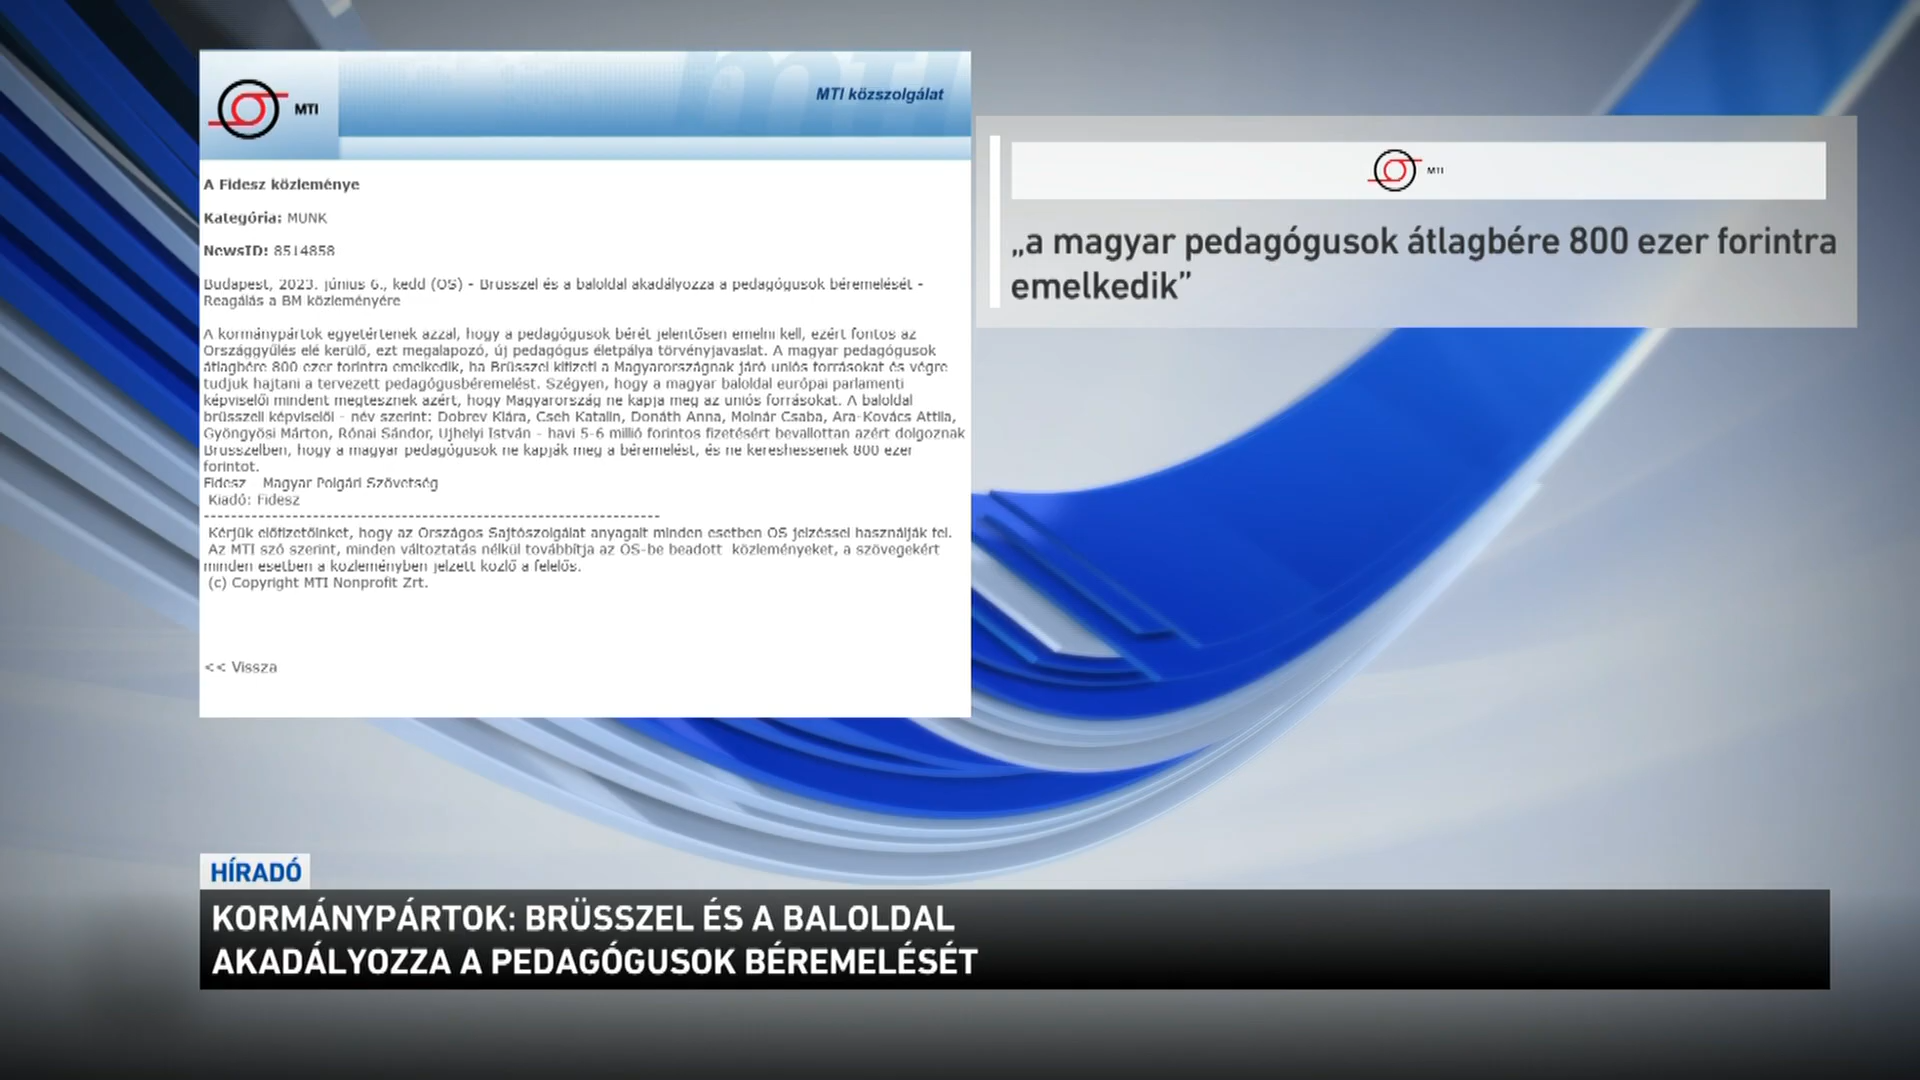 MTI
MTI közszolgálat
A Fidesz közleménye
Kategória: MUNK
NewsID: 8514858
Budapest, 2023. június 6., kedd (OS) - Brüsszel és a baloldal akadályozza a pedagógusok béremelését -
Reagálás a BM közleményére
A kormánypártok egyetértenek azzal, hogy a pedagógusok bérét jelentősen emelni kell, ezért fontos az
Országgyűlés elé kerülő, ezt megalapozó, új pedagógus életpálya törvényjavaslat. A magyar pedagógusok
átlagbére 800 ezer forintra emelkedik, ha Brüsszel kifizeti a Magyarországnak járó uniós forrásokat és végre
tudjuk hajtani a tervezett pedagógusbéremelést. Szégyen, hogy a magyar baloldal európai parlamenti
képviselői mindent megtesznek azért, hogy Magyarország ne kapja meg az uniós forrásokat. A baloldal
brüsszeli képviselői - név szerint: Dobrev Klára, Cseh Katalin, Donáth Anna, Molnár Csaba, Ara-Kovács Attila,
Gyöngyösi Márton, Rónai Sándor, Ujhelyi István - havi 5-6 millió forintos fizetésért bevallottan azért dolgoznak
Brüsszelben, hogy a magyar pedagógusok ne kapják meg a béremelést, és ne kereshessenek 800 ezer
forintot.
Fidesz Magyar Polgári Szövetség
Kiadó: Fidesz
----------------------------------------------------------------
Kérjük előfizetőinket, hogy az Országos Sajtószolgálat anyagait minden esetben OS jelzéssel használják fel.
Az MTI szó szerint, minden változtatás nélkül továbbítja az OS-be beadott közleményeket, a szövegekért
minden esetben a közleményben jelzett közlő a felelős.
(c) Copyright MTI Nonprofit Zrt.
<< Vissza
MTI
„a magyar pedagógusok átlagbére 800 ezer forintra
emelkedik”
HÍRADÓ
KORMÁNYPÁRTOK: BRÜSSZEL ÉS A BALOLDAL
AKADÁLYOZZA A PEDAGÓGUSOK BÉREMELÉSÉT